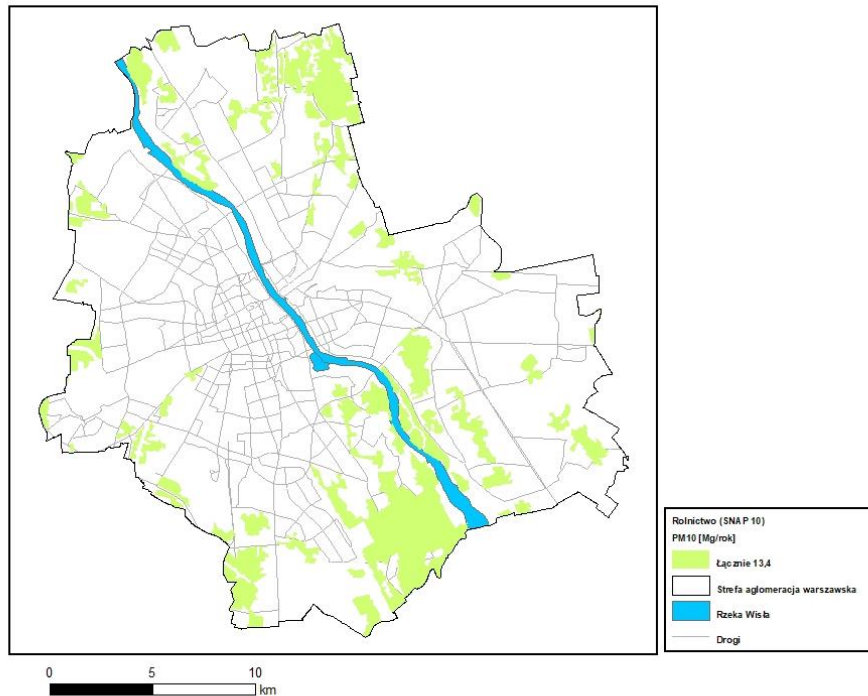 Rolnictwo (SNAP 10)
PM10 [Mg/rok]
Łącznie 13,4
Strefa aglomeracja warszawska
Rzeka Wisła
Drogi
0 5 10
km